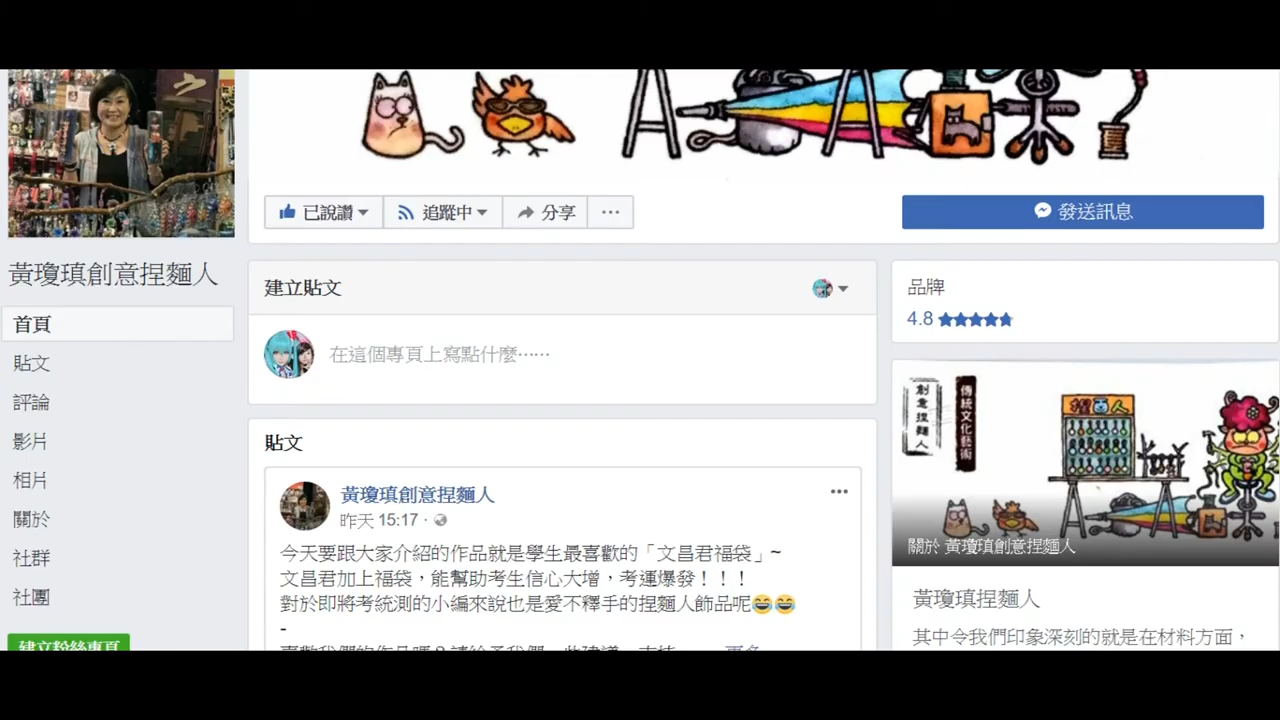 已說讚
追蹤中
分享
發送訊息
黃瓊瑱創意捏麵人
首頁
貼文
評論
影片
相片
關於
社群
社團
建立粉絲專頁
建立貼文
在這個專頁上寫點什麼……
貼文
黃瓊瑱創意捏麵人
昨天 15:17
今天要跟大家介紹的作品就是學生最喜歡的「文昌君福袋」~
文昌君加上福袋，能幫助考生信心大增，考運爆發！！！
對於即將考統測的小編來說也是愛不釋手的捏麵人飾品呢😂😂
-
品牌
4.8
創意捏麵人
傳統文化藝術
捏面人
關於 黃瓊瑱創意捏麵人
黃瓊瑱捏麵人
其中令我們印象深刻的就是在材料方面，